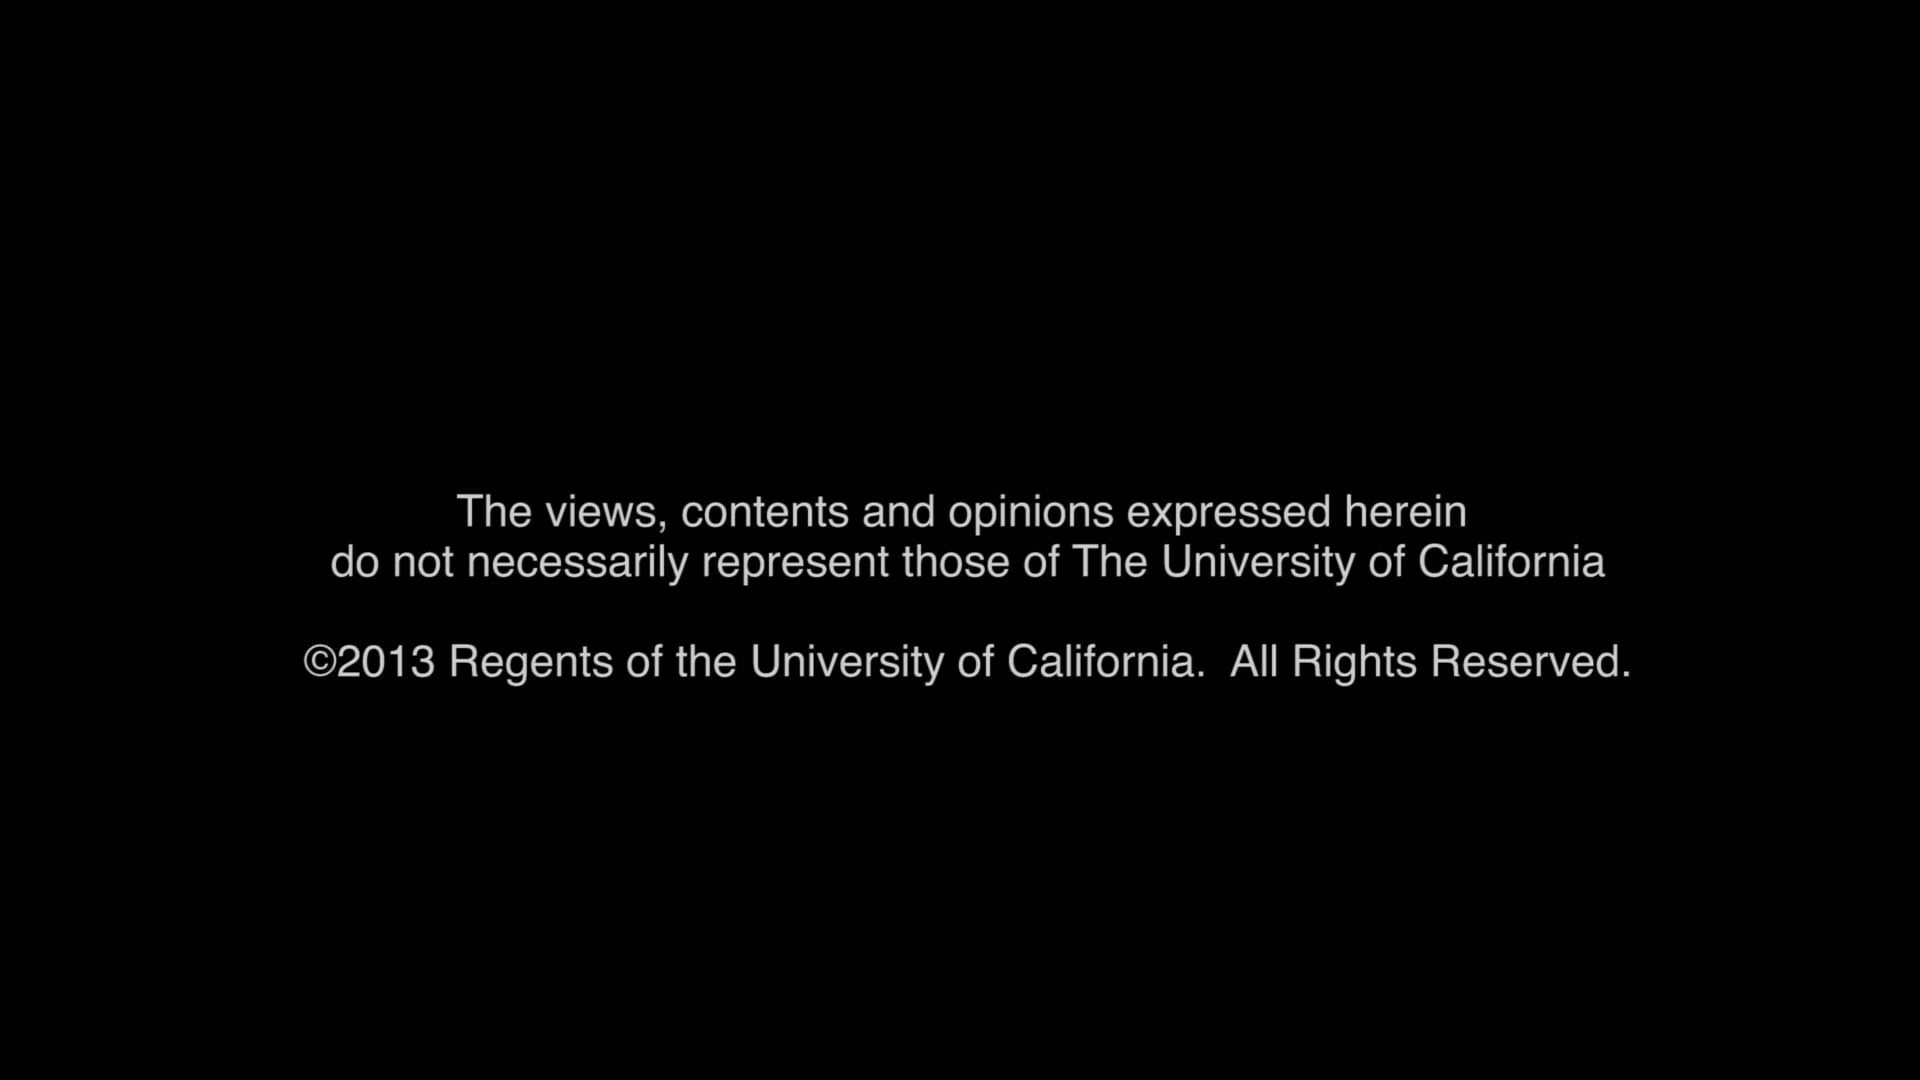 The views, contents and opinions expressed herein
do not necessarily represent those of The University of California
©2013 Regents of the University of California.  All Rights Reserved.